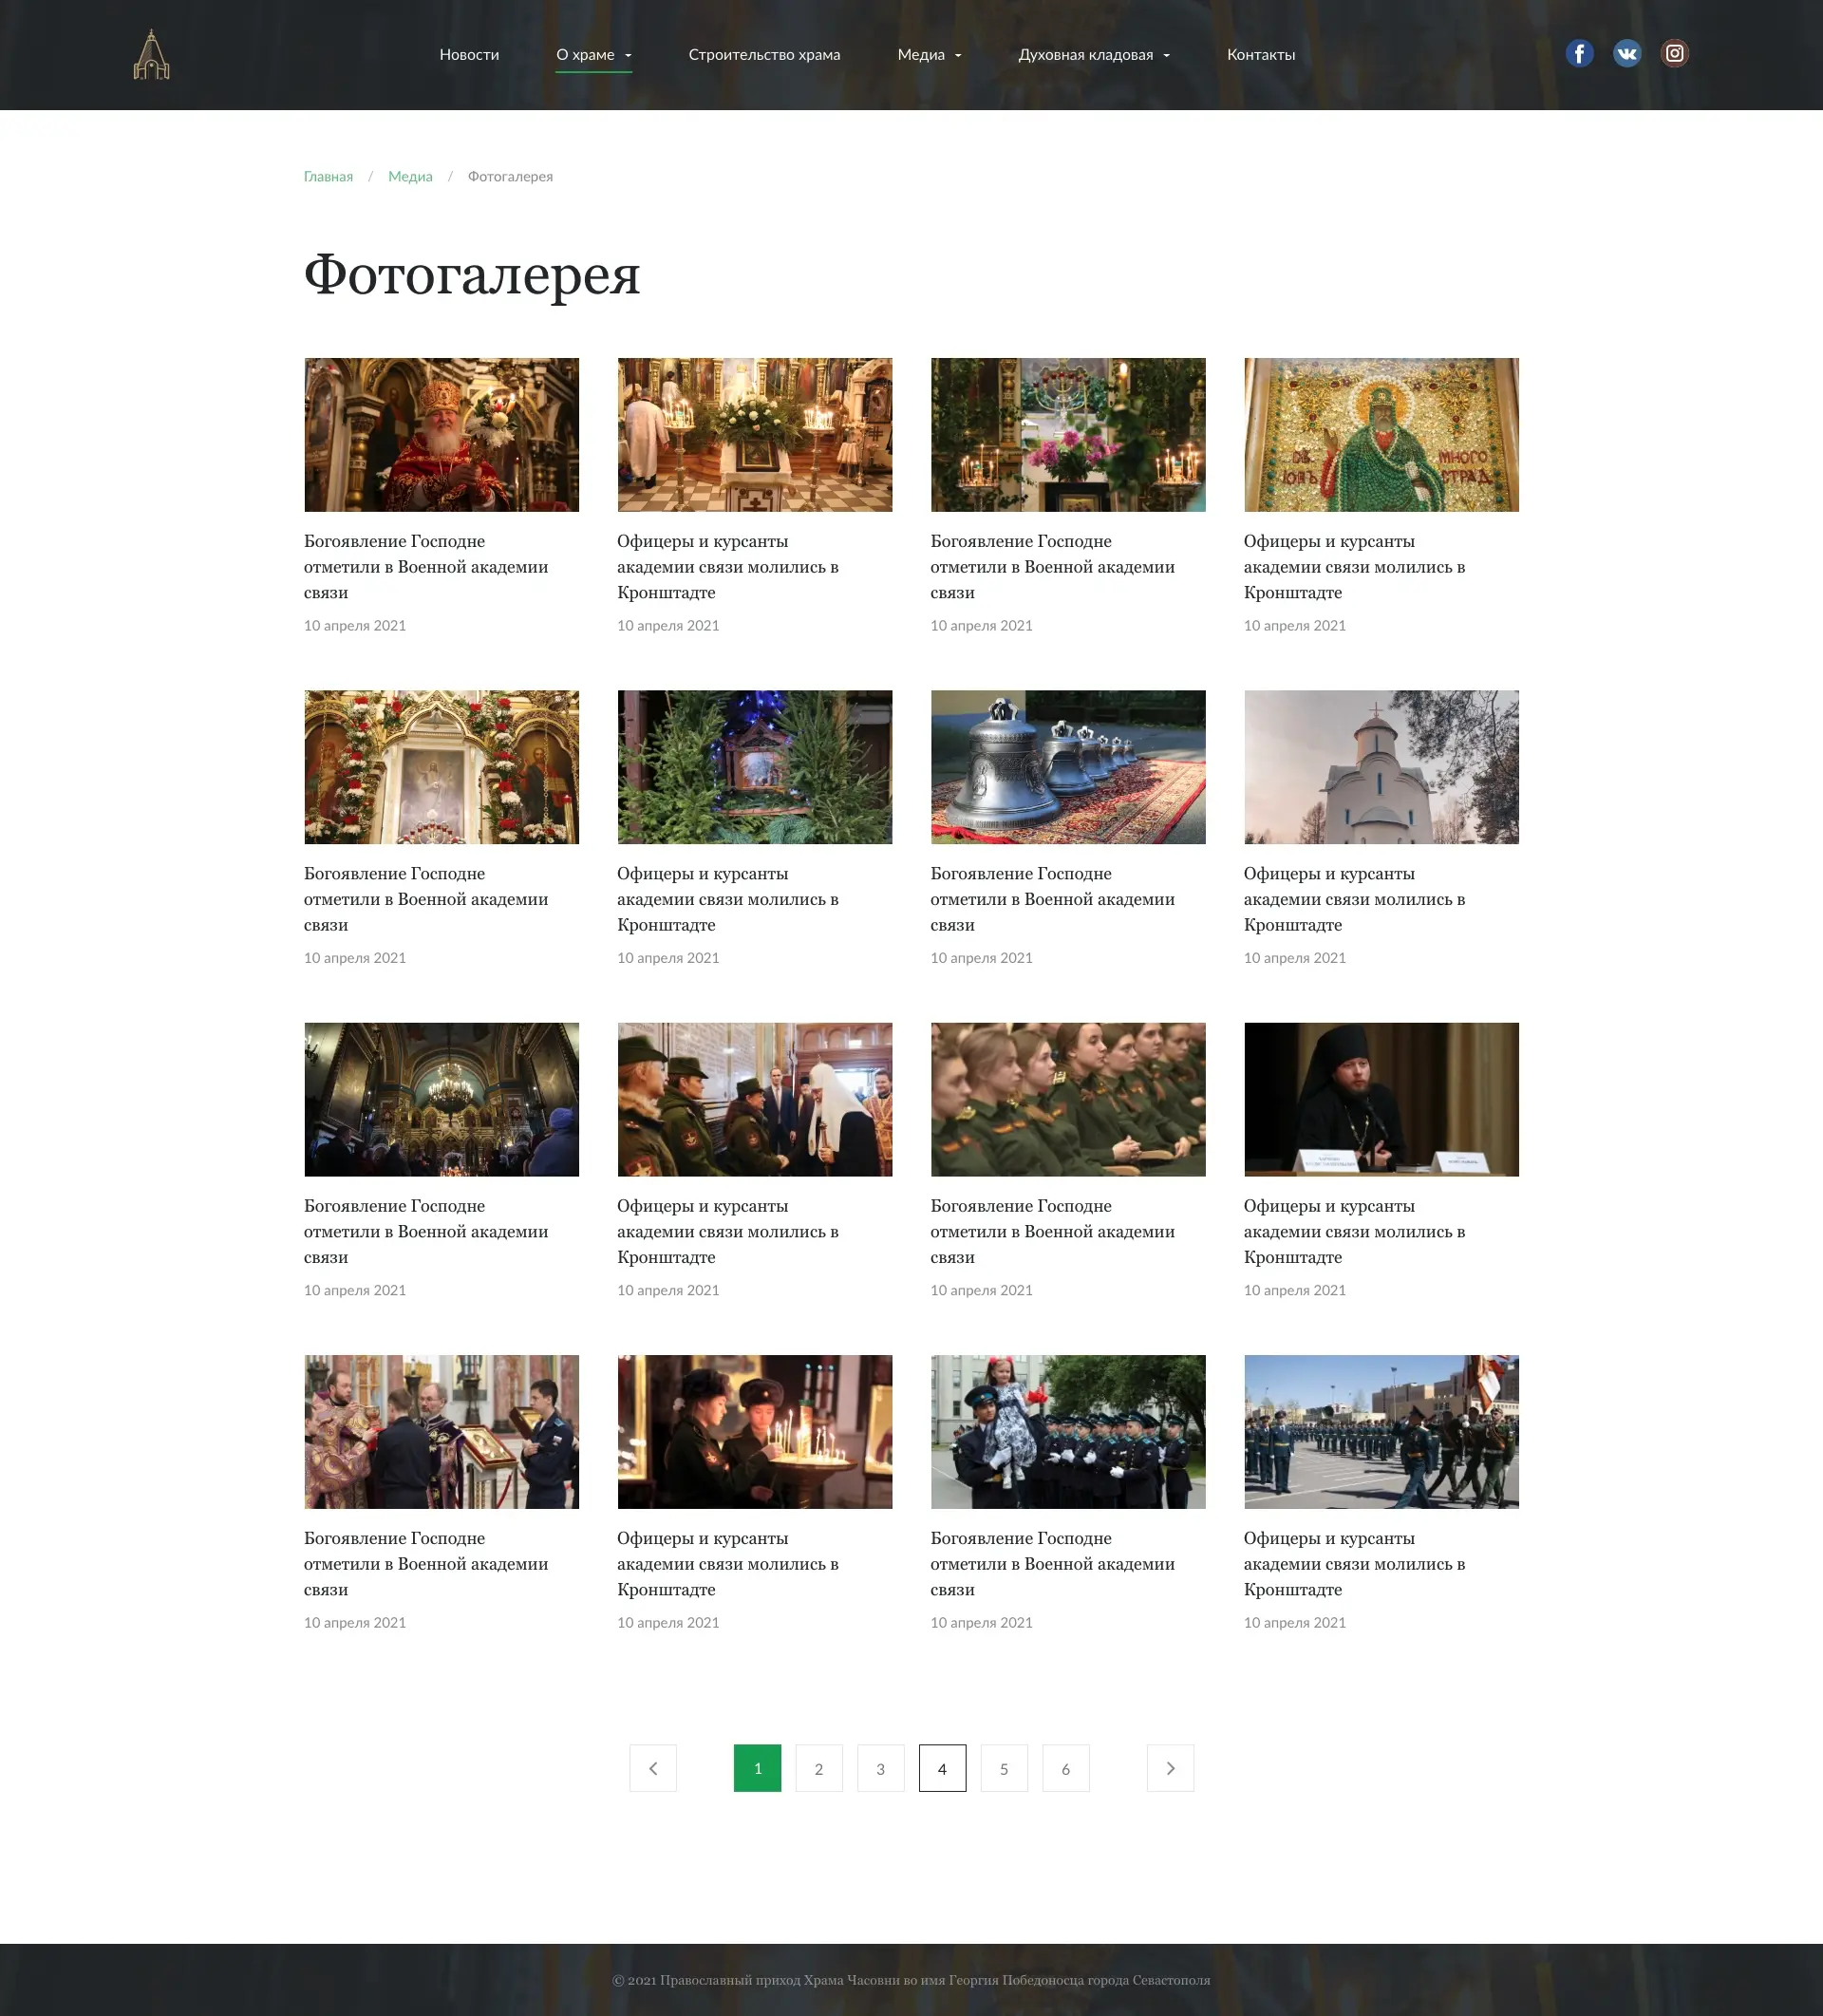 Новости О храме Строительство храма Медиа Духовная кладовая Контакты
Главная / Медиа / Фотогалерея
Фотогалерея
МНОГО
СТРАД
Богоявление Господне
отметили в Военной академии
связи
10 апреля 2021
Офицеры и курсанты
академии связи молились в
Кронштадте
10 апреля 2021
Богоявление Господне
отметили в Военной академии
связи
10 апреля 2021
Офицеры и курсанты
академии связи молились в
Кронштадте
10 апреля 2021
Богоявление Господне
отметили в Военной академии
связи
10 апреля 2021
Офицеры и курсанты
академии связи молились в
Кронштадте
10 апреля 2021
Богоявление Господне
отметили в Военной академии
связи
10 апреля 2021
Офицеры и курсанты
академии связи молились в
Кронштадте
10 апреля 2021
Богоявление Господне
отметили в Военной академии
связи
10 апреля 2021
Офицеры и курсанты
академии связи молились в
Кронштадте
10 апреля 2021
Богоявление Господне
отметили в Военной академии
связи
10 апреля 2021
Офицеры и курсанты
академии связи молились в
Кронштадте
10 апреля 2021
Богоявление Господне
отметили в Военной академии
связи
10 апреля 2021
Офицеры и курсанты
академии связи молились в
Кронштадте
10 апреля 2021
Богоявление Господне
отметили в Военной академии
связи
10 апреля 2021
Офицеры и курсанты
академии связи молились в
Кронштадте
10 апреля 2021
1 2 3 4 5 6
© 2021 Православный приход Храма Часовни во имя Георгия Победоносца города Севастополя